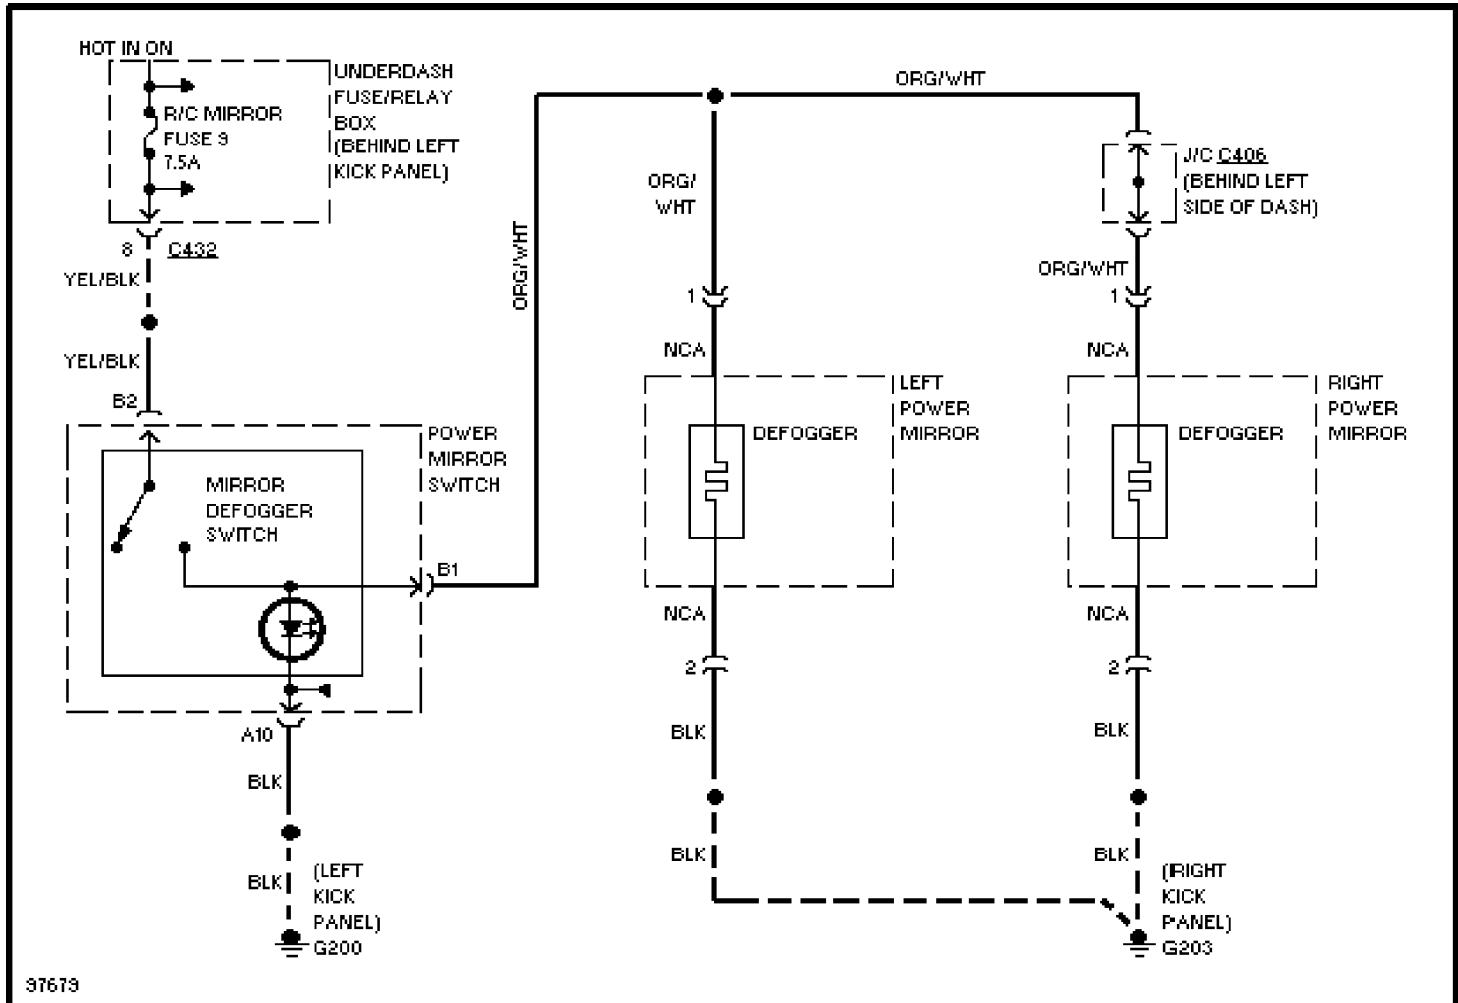 HOT IN ON
UNDERDASH
FUSE/RELAY
BOX
(BEHIND LEFT
KICK PANEL)
R/C MIRROR
FUSE 9
7.5A
8
C432
YEL/BLK
YEL/BLK
B2
POWER
MIRROR
SWITCH
MIRROR
DEFOGGER
SWITCH
B1
A10
BLK
BLK
(LEFT
KICK
PANEL)
G200
ORG/WHT
ORG/WHT
ORG/
WHT
1
NCA
LEFT
POWER
MIRROR
DEFOGGER
NCA
2
BLK
BLK
J/C C406
(BEHIND LEFT
SIDE OF DASH)
ORG/WHT
1
NCA
RIGHT
POWER
MIRROR
DEFOGGER
NCA
2
BLK
BLK
(RIGHT
KICK
PANEL)
G203
97679